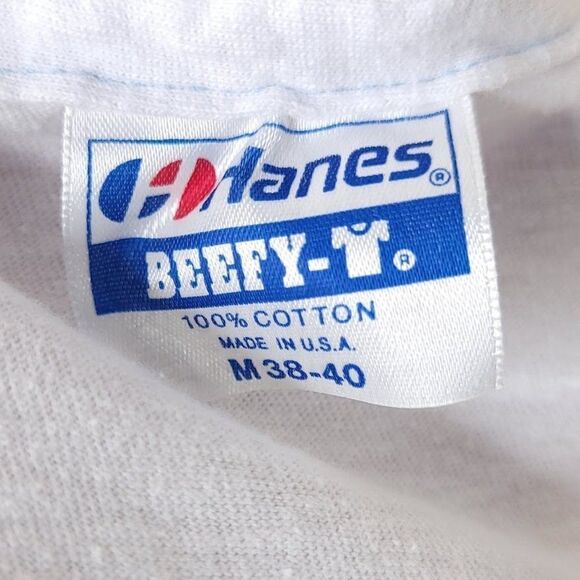 Hanes®
BEEFY-T®
100% COTTON
MADE IN U.S.A.
M 38-40